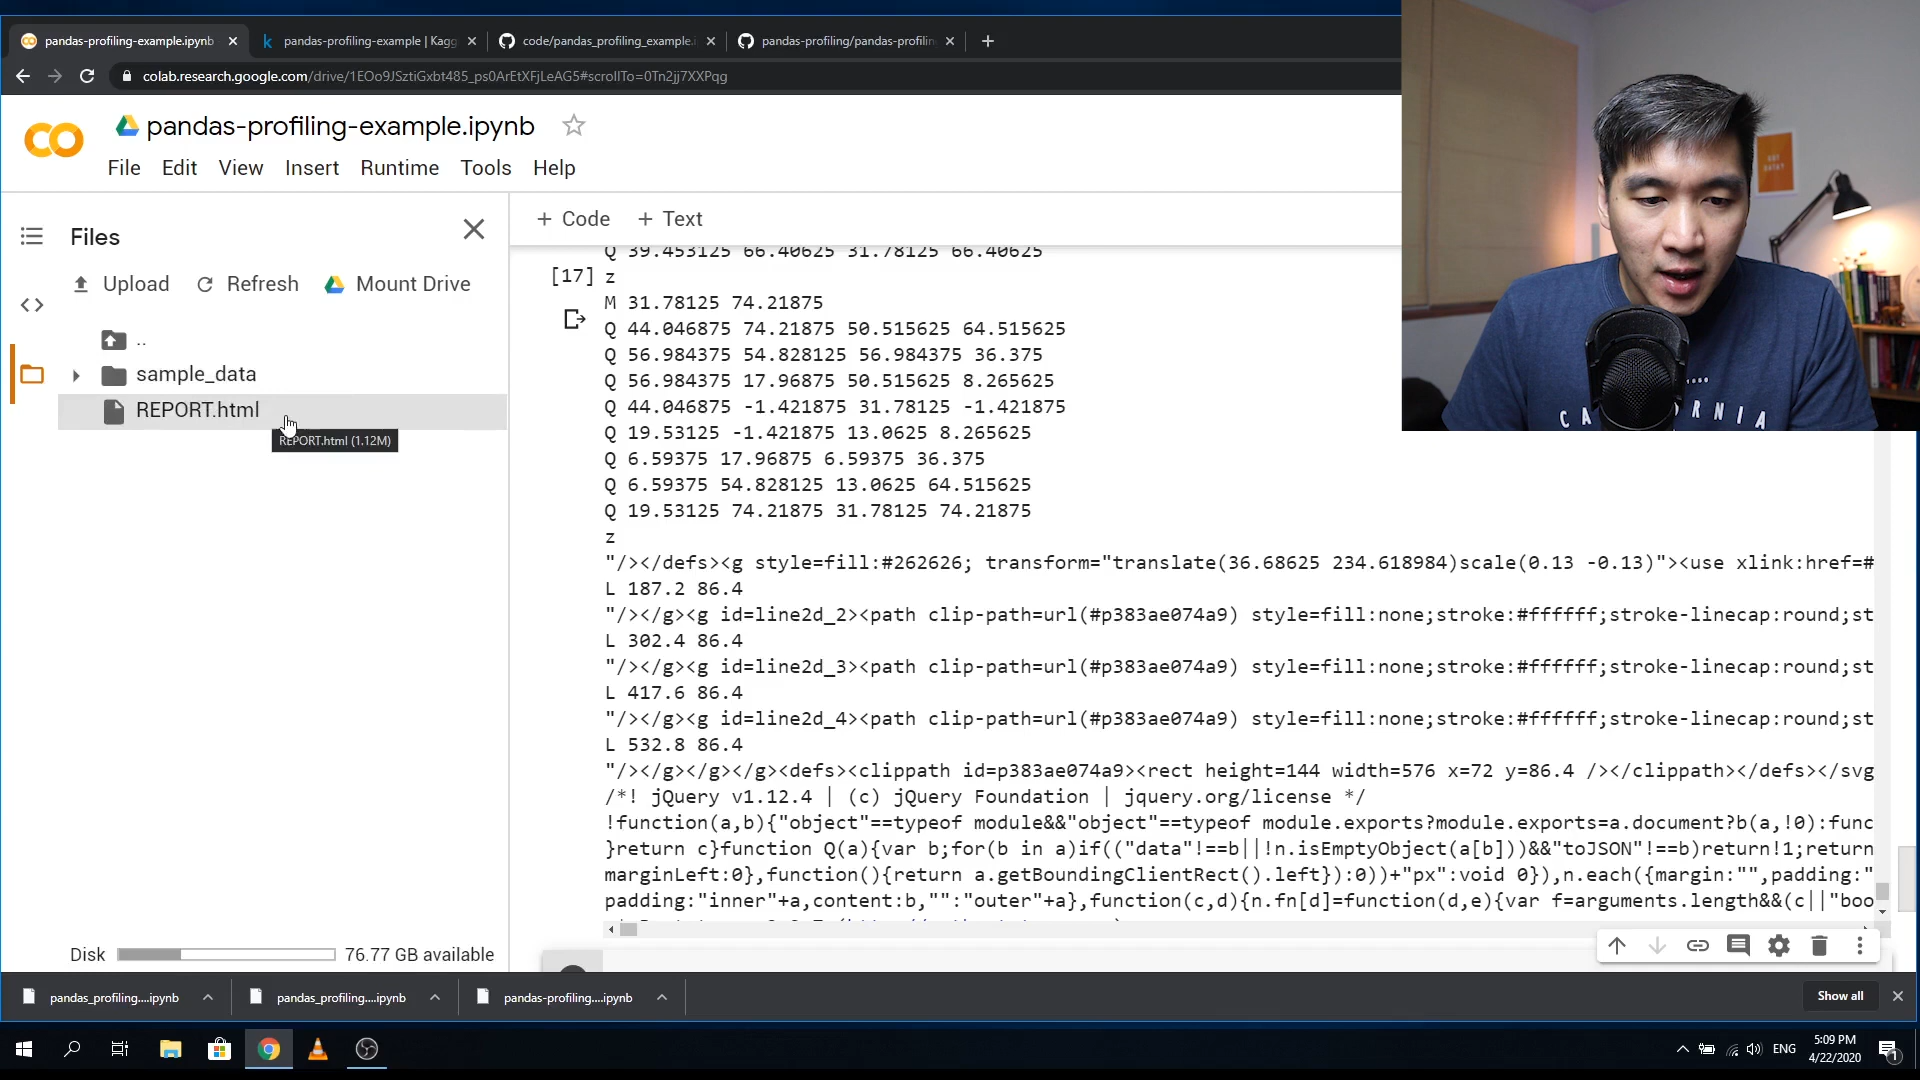 pandas-profiling-example.ipynb
pandas-profiling-example | Kagg
code/pandas_profiling_example.
pandas-profiling/pandas-profilin
colab.research.google.com/drive/1EOo9JSztiGxbt485_ps0ArEtXFjLeAG5#scrollTo=0Tn2jj7XXPqg
pandas-profiling-example.ipynb
File Edit View Insert Runtime Tools Help
Files
+ Code + Text
Upload Refresh Mount Drive
..
sample_data
REPORT.html
REPORT.html (1.12M)
Q 39.453125 66.40625 31.78125 66.40625
[17] z
M 31.78125 74.21875
Q 44.046875 74.21875 50.515625 64.515625
Q 56.984375 54.828125 56.984375 36.375
Q 56.984375 17.96875 50.515625 8.265625
Q 44.046875 -1.421875 31.78125 -1.421875
Q 19.53125 -1.421875 13.0625 8.265625
Q 6.59375 17.96875 6.59375 36.375
Q 6.59375 54.828125 13.0625 64.515625
Q 19.53125 74.21875 31.78125 74.21875
z
"/></defs><g style=fill:#262626; transform="translate(36.68625 234.618984)scale(0.13 -0.13)"><use xlink:href=#
L 187.2 86.4
"/></g><g id=line2d_2><path clip-path=url(#p383ae074a9) style=fill:none;stroke:#ffffff;stroke-linecap:round;st
L 302.4 86.4
"/></g><g id=line2d_3><path clip-path=url(#p383ae074a9) style=fill:none;stroke:#ffffff;stroke-linecap:round;st
L 417.6 86.4
"/></g><g id=line2d_4><path clip-path=url(#p383ae074a9) style=fill:none;stroke:#ffffff;stroke-linecap:round;st
L 532.8 86.4
"/></g></g></g><defs><clippath id=p383ae074a9><rect height=144 width=576 x=72 y=86.4 /></clippath></defs></svg
/*! jQuery v1.12.4 | (c) jQuery Foundation | jquery.org/license */
!function(a,b){"object"==typeof module&&"object"==typeof module.exports?module.exports=a.document?b(a,!0):func
}return c}function Q(a){var b;for(b in a)if(("data"!==b||!n.isEmptyObject(a[b]))&&"toJSON"!==b)return!1;return
marginLeft:0},function(){return a.getBoundingClientRect().left}):0))+"px":void 0}),n.each({margin:"",padding:"
padding:"inner"+a,content:b,"":"outer"+a},function(c,d){n.fn[d]=function(d,e){var f=arguments.length&&(c||"boo
Disk 76.77 GB available
pandas_profiling....ipynb
pandas_profiling....ipynb
pandas-profiling....ipynb
Show all
ENG
5:09 PM
4/22/2020
1